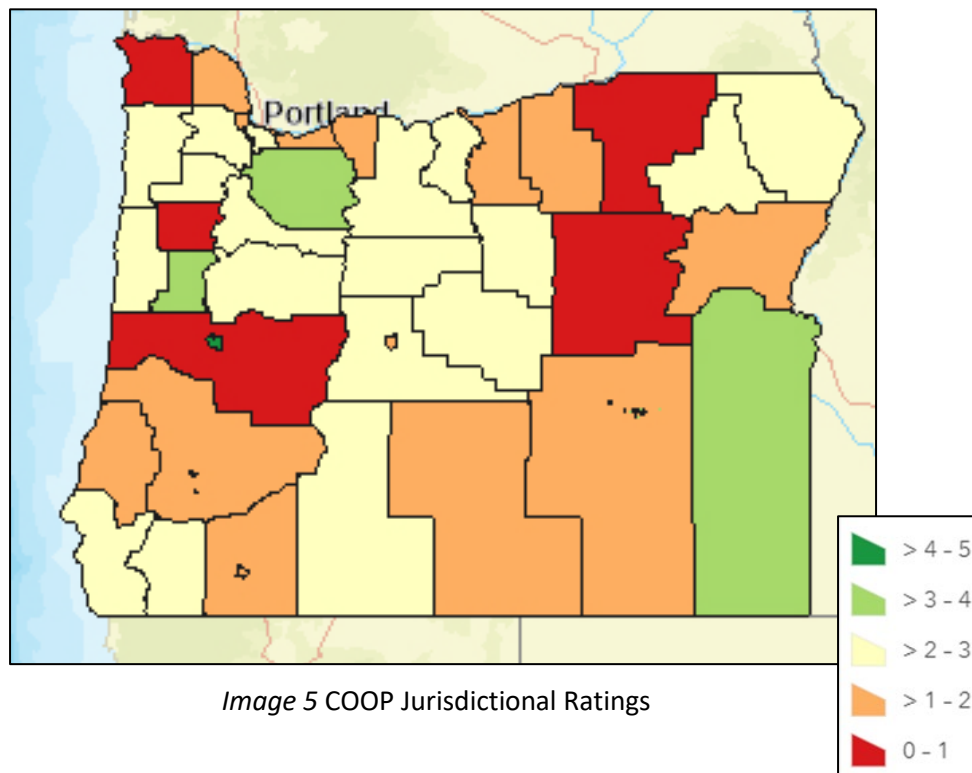 Portland
> 4 - 5
> 3 - 4
> 2 - 3
> 1 - 2
0 - 1
Image 5 COOP Jurisdictional Ratings